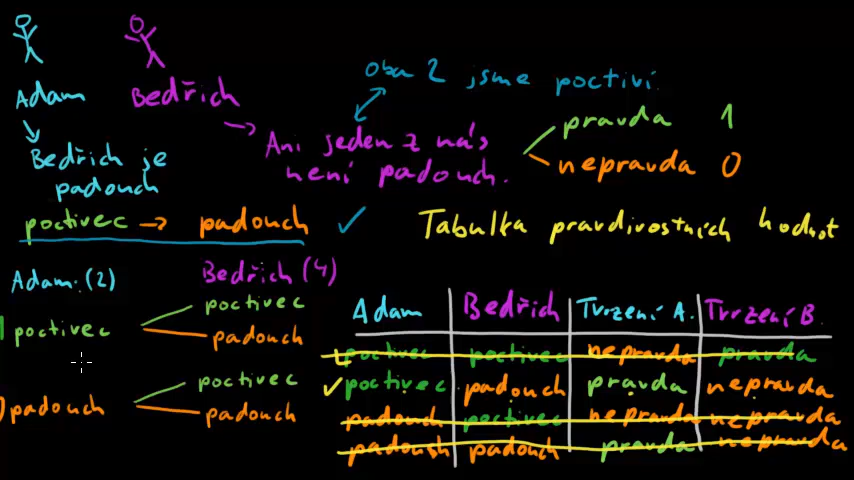 Adam
Bedřich
Bedřich je
padouch
oba 2 jsme poctiví
Ani jeden z nás
není padouch.
pravda 1
nepravda 0
poctivec → padouch ✓
Tabulka pravdivostních hodnot
Adam: (2)
Bedřich (4)
poctivec
poctivec
padouch
padouch
poctivec
padouch
Adam Bedřich Tvrzení A. Tvrzení B.
poctivec poctivec nepravda pravda
✓ poctivec padouch pravda nepravda
padouch poctivec nepravda nepravda
padouch padouch pravda nepravda